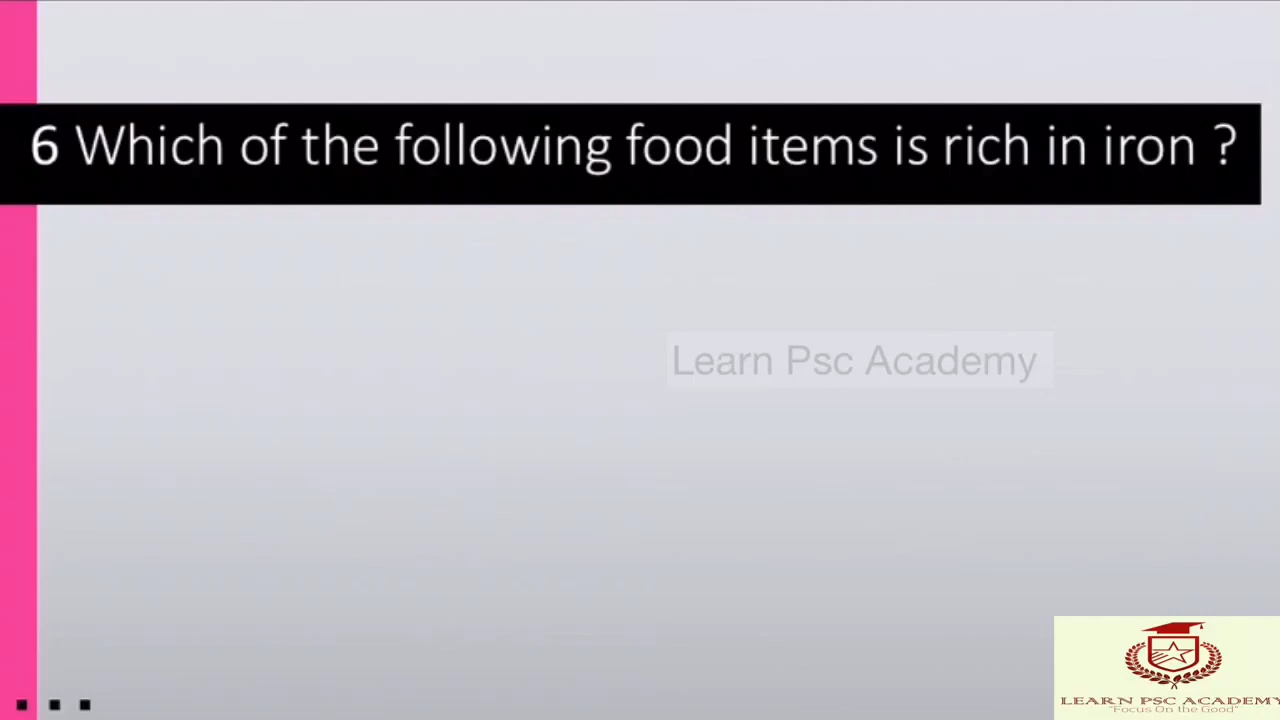 6 Which of the following food items is rich in iron ?
Learn Psc Academy
LEARN PSC ACADEMY
"Focus On the Good"